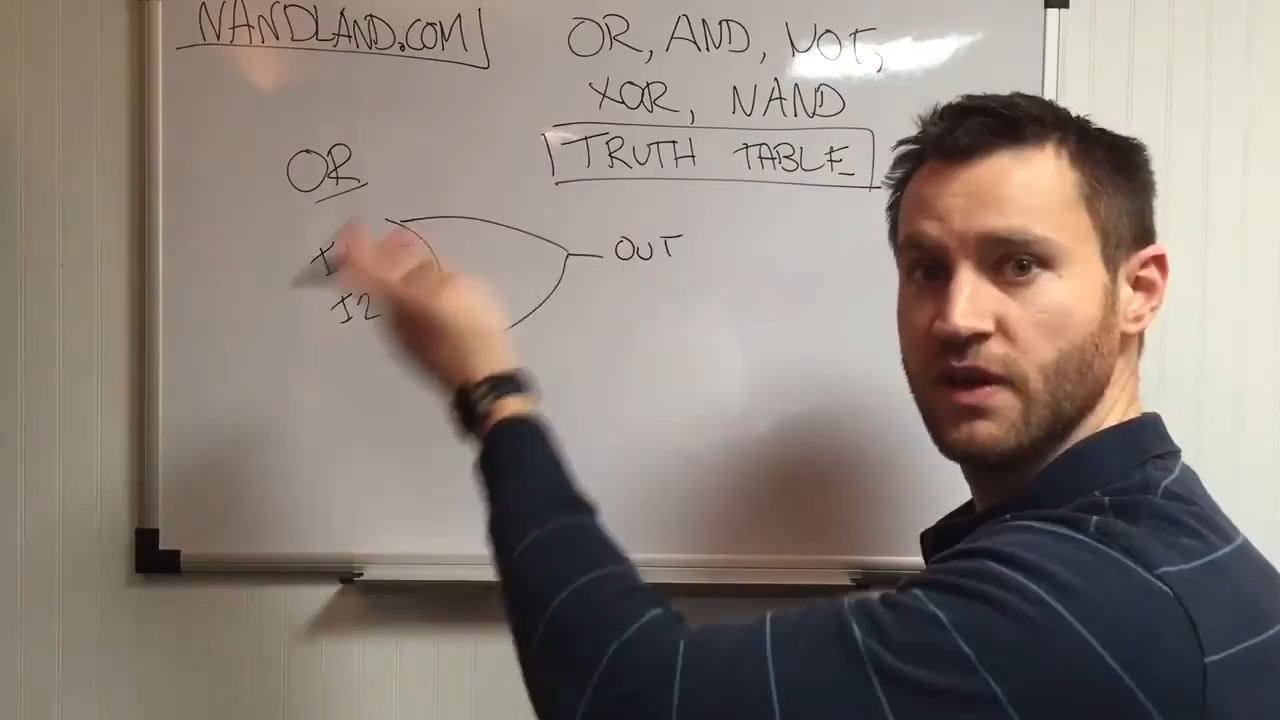 NANDLAND.COM
OR, AND, NOT,
XOR, NAND
TRUTH TABLE
OR
OUT
I2